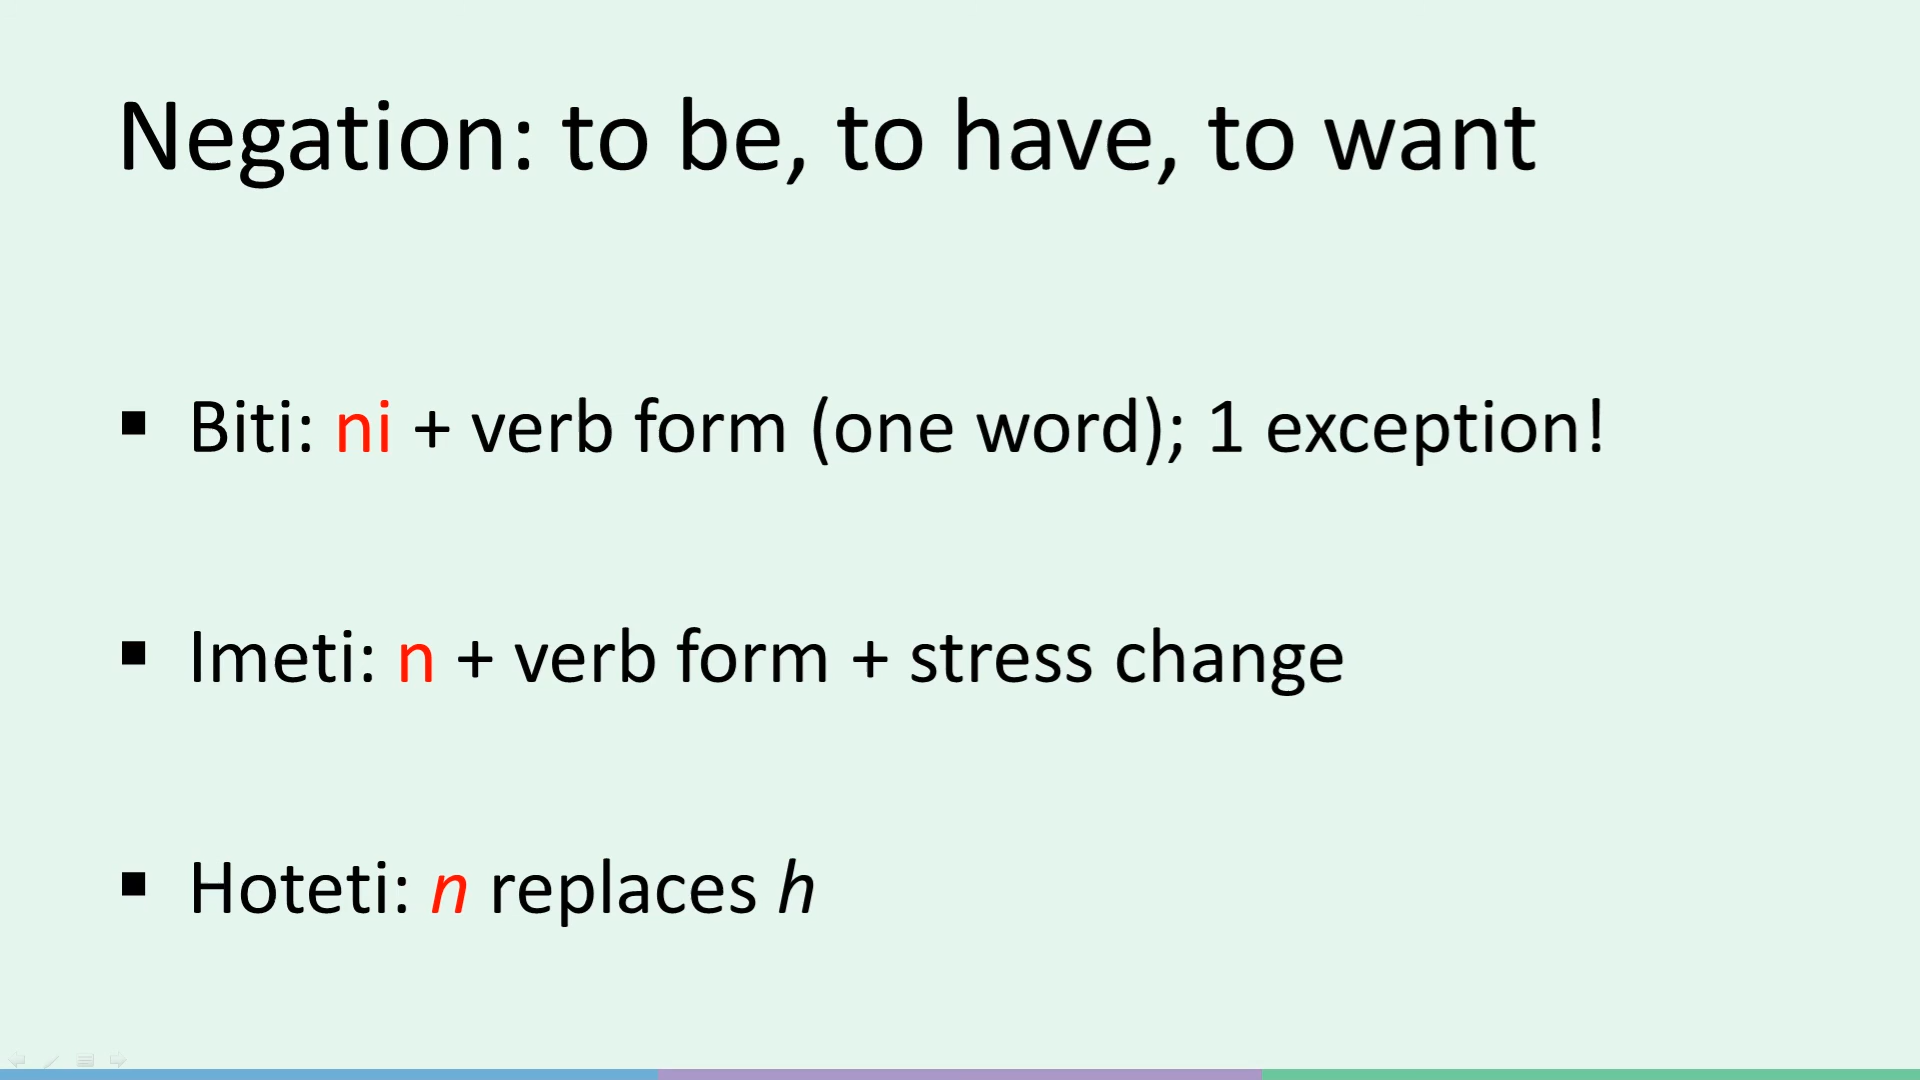 Negation: to be, to have, to want
▪ Biti: ni + verb form (one word); 1 exception!
▪ Imeti: n + verb form + stress change
▪ Hoteti: n replaces h